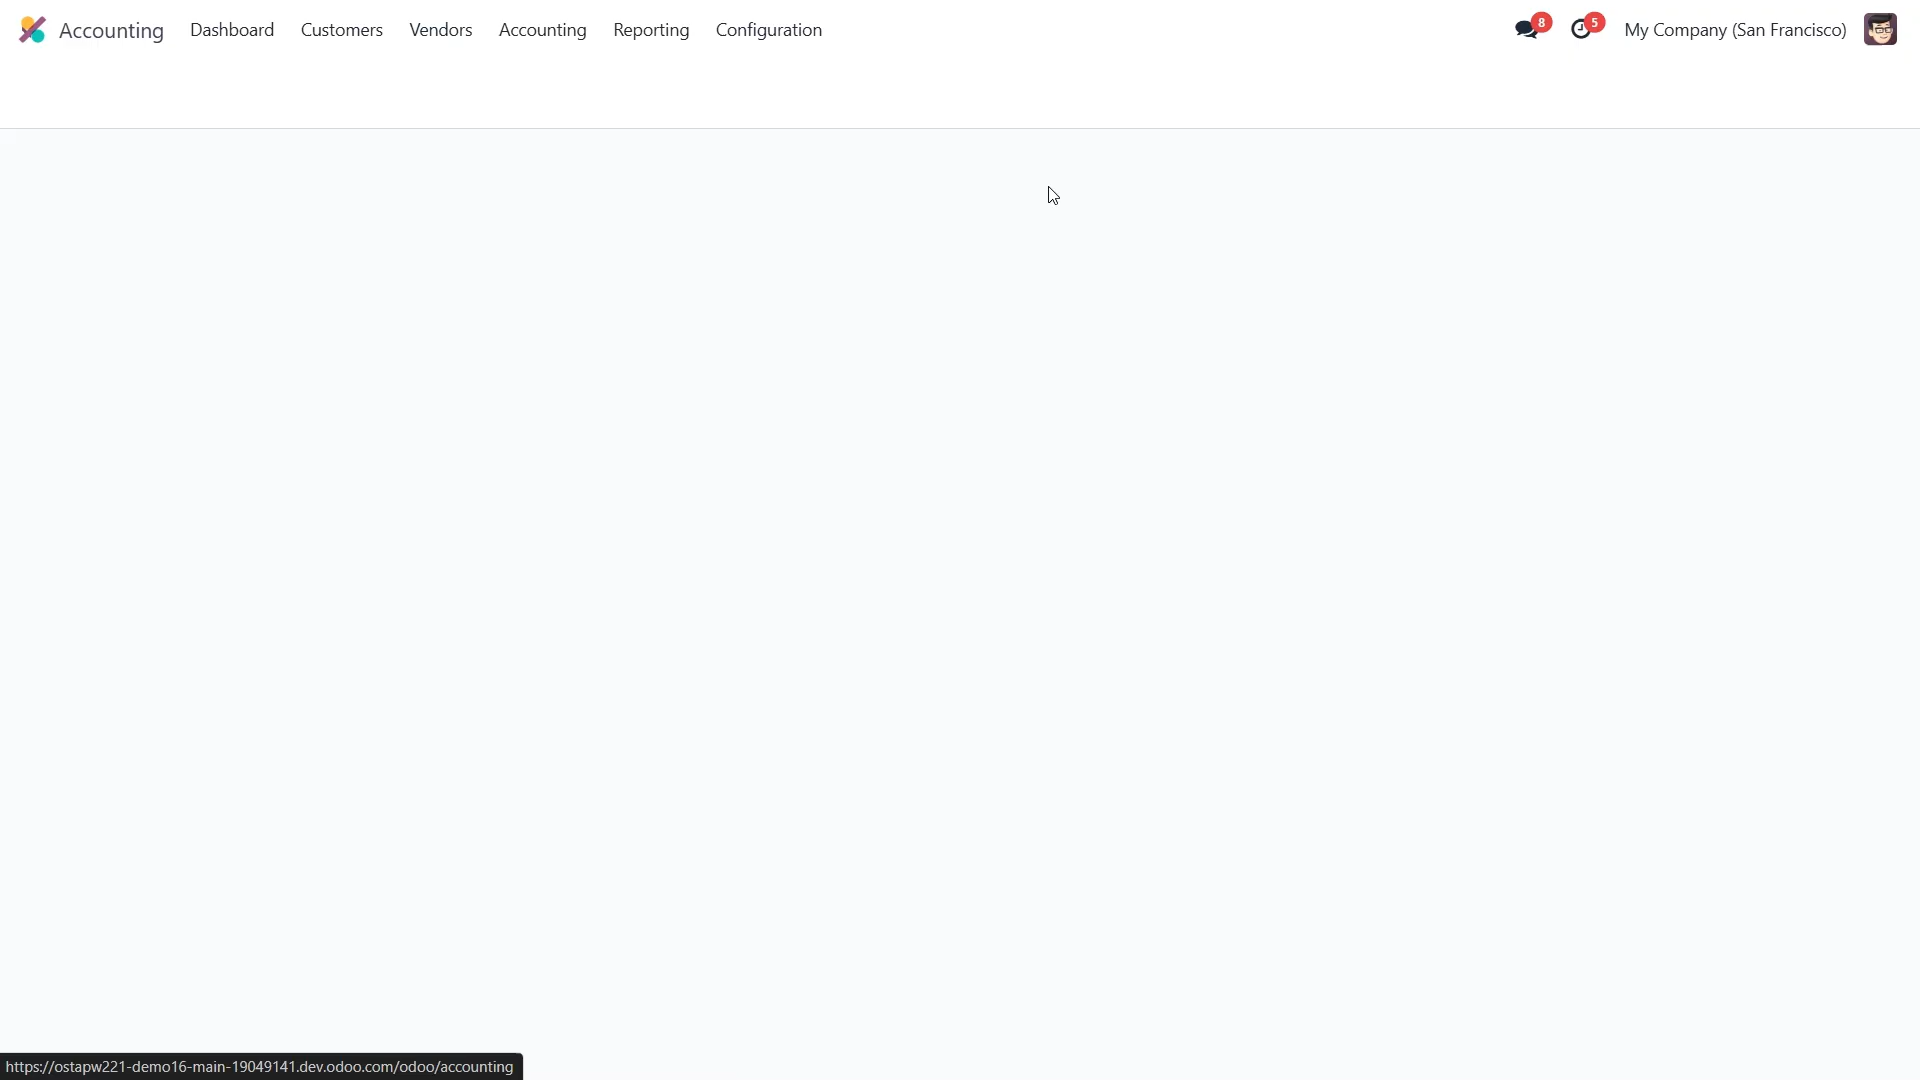 Accounting Dashboard Customers Vendors Accounting Reporting Configuration 8 5 My Company (San Francisco)
https://ostapw221-demo16-main-19049141.dev.odoo.com/odoo/accounting